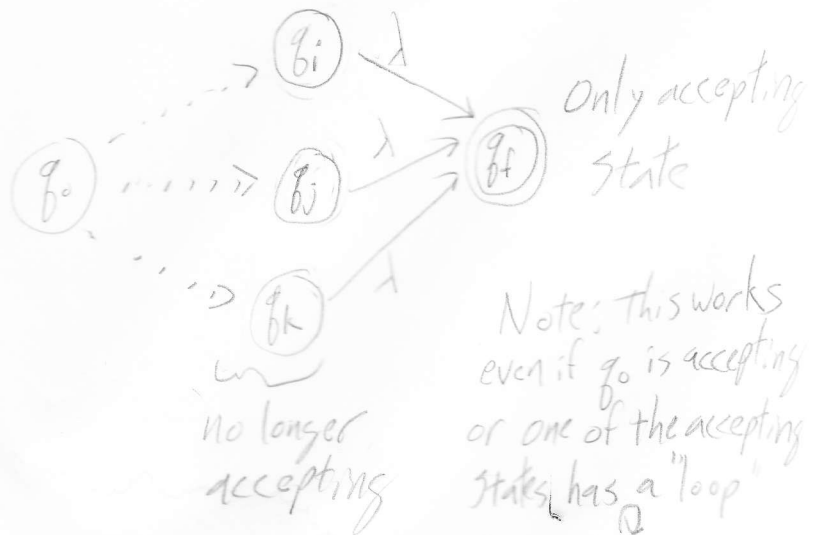 qi
λ
Only accepting
state
q₀
λ
qj
qf
λ
qk
no longer
accepting
Note: this works
even if q₀ is accepting
or one of the accepting
states has a "loop"